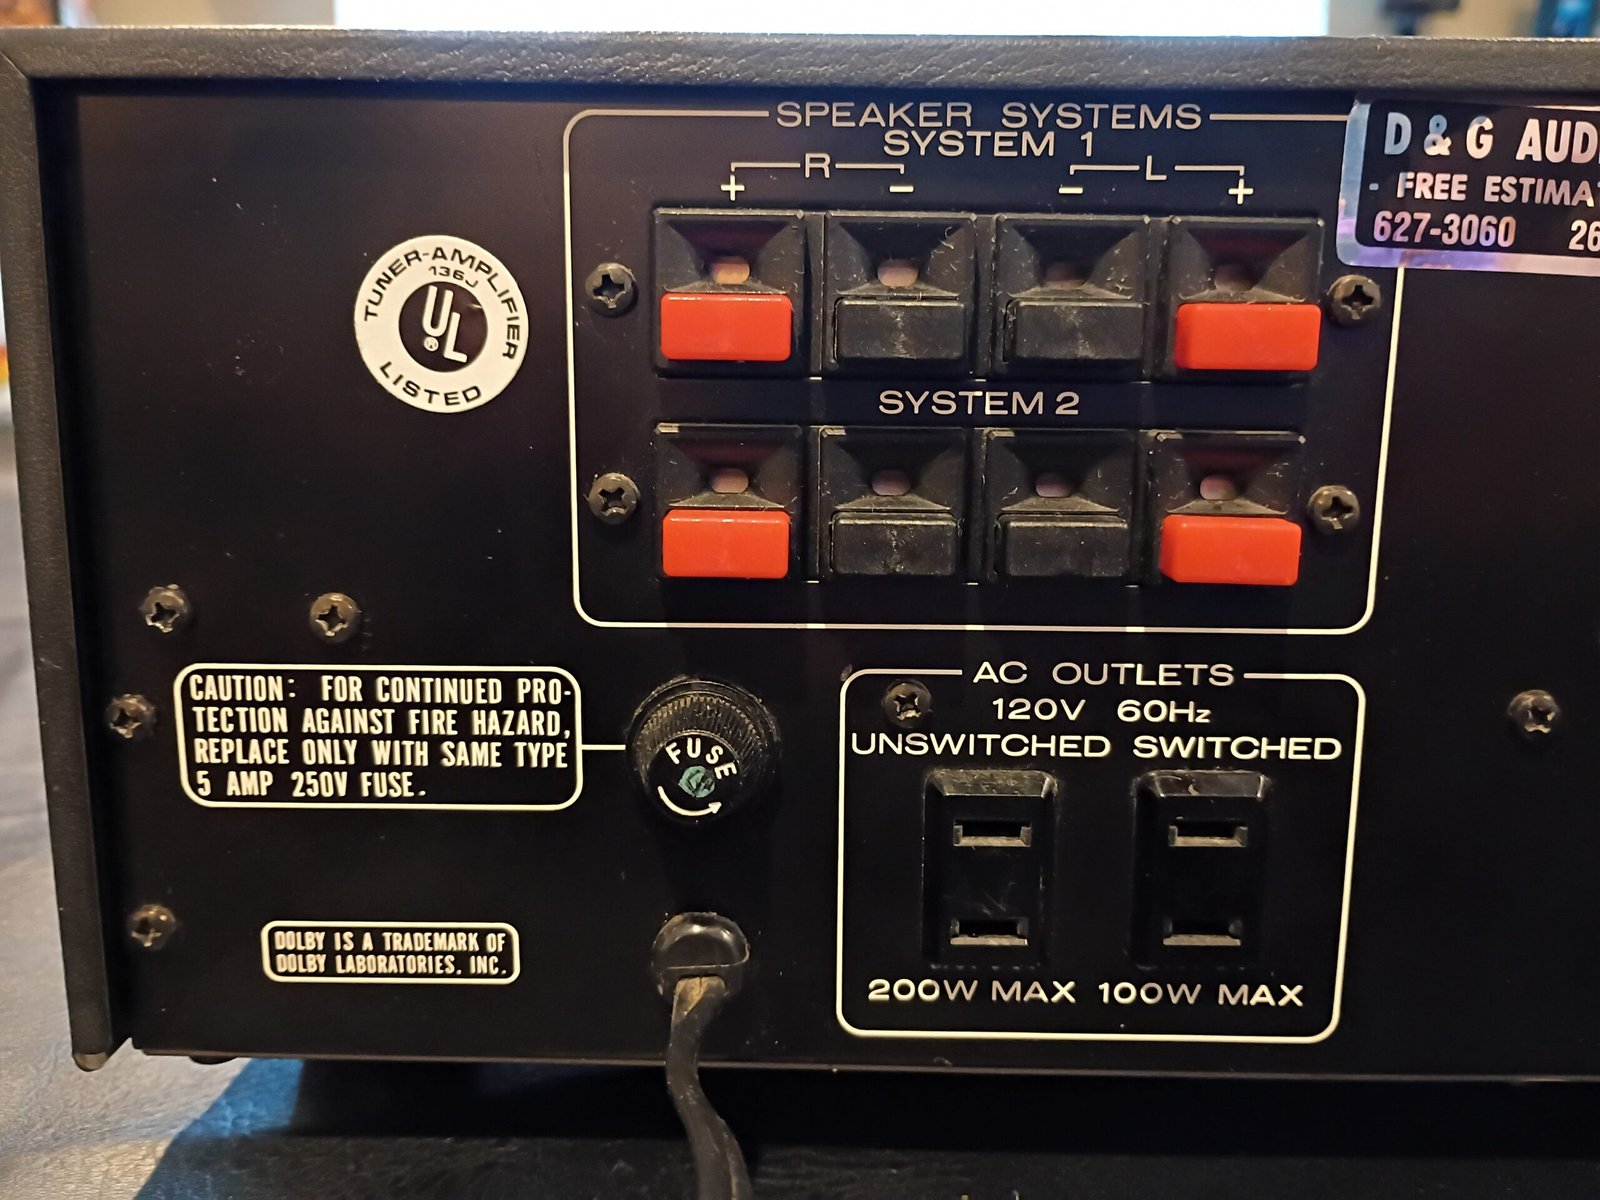 SPEAKER SYSTEMS
SYSTEM 1
R L
+ − − +
D & G
FREE
627-3060 26
TUNER-AMPLIFIER
136J
UL
®
LISTED
SYSTEM 2
CAUTION: FOR CONTINUED PRO-
TECTION AGAINST FIRE HAZARD,
REPLACE ONLY WITH SAME TYPE
5 AMP 250V FUSE.
FUSE
AC OUTLETS
120V 60Hz
UNSWITCHED SWITCHED
200W MAX 100W MAX
DOLBY IS A TRADEMARK OF
DOLBY LABORATORIES, INC.